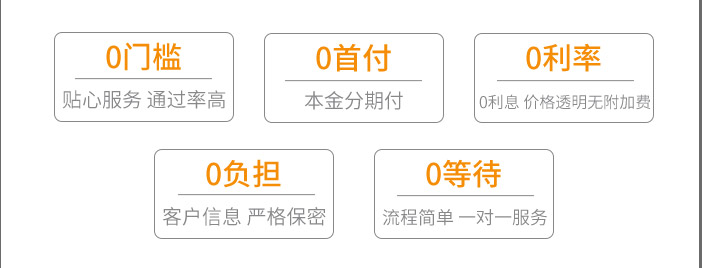 0门槛
贴心服务 通过率高
0首付
本金分期付
0利率
0利息 价格透明无附加费
0负担
客户信息 严格保密
0等待
流程简单 一对一服务